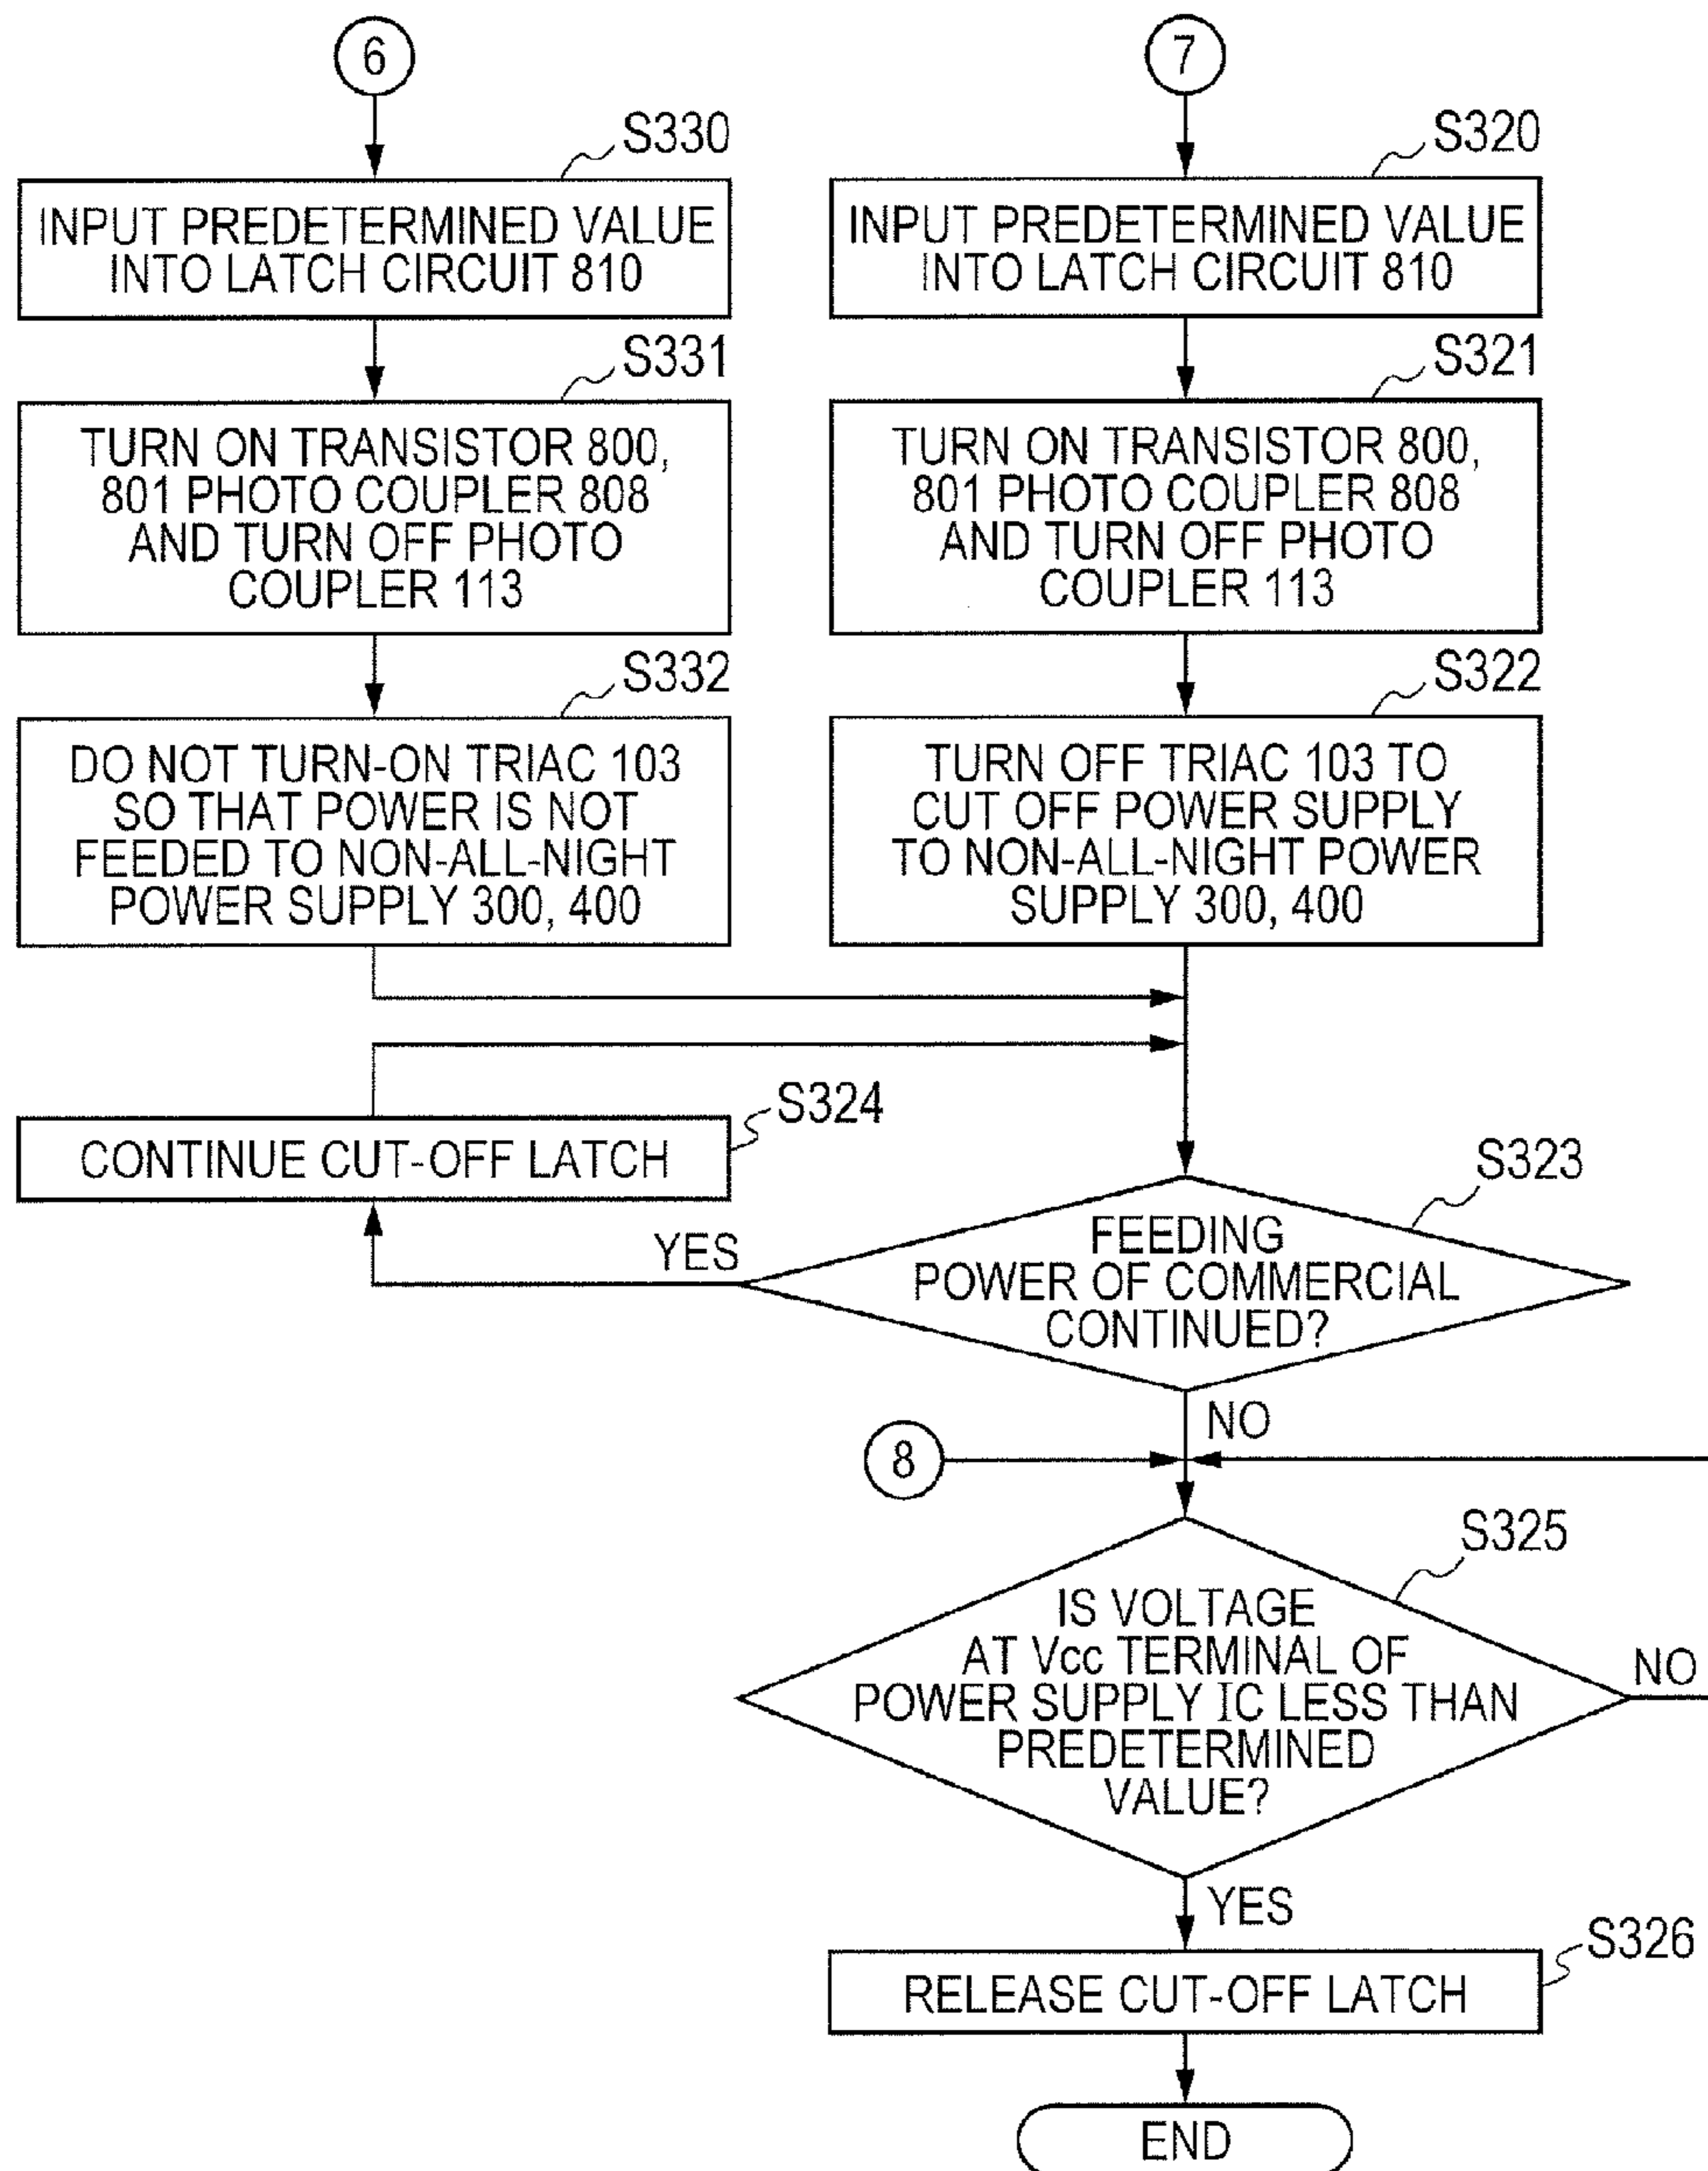 6
S330
INPUT PREDETERMINED VALUE
INTO LATCH CIRCUIT 810
S331
TURN ON TRANSISTOR 800,
801 PHOTO COUPLER 808
AND TURN OFF PHOTO
COUPLER 113
S332
DO NOT TURN-ON TRIAC 103
SO THAT POWER IS NOT
FEEDED TO NON-ALL-NIGHT
POWER SUPPLY 300, 400
7
S320
INPUT PREDETERMINED VALUE
INTO LATCH CIRCUIT 810
S321
TURN ON TRANSISTOR 800,
801 PHOTO COUPLER 808
AND TURN OFF PHOTO
COUPLER 113
S322
TURN OFF TRIAC 103 TO
CUT OFF POWER SUPPLY
TO NON-ALL-NIGHT POWER
SUPPLY 300, 400
S324
CONTINUE CUT-OFF LATCH
S323
FEEDING
POWER OF COMMERCIAL
CONTINUED?
YES
NO
8
S325
IS VOLTAGE
AT Vcc TERMINAL OF
POWER SUPPLY IC LESS THAN
PREDETERMINED
VALUE?
NO
YES
S326
RELEASE CUT-OFF LATCH
END